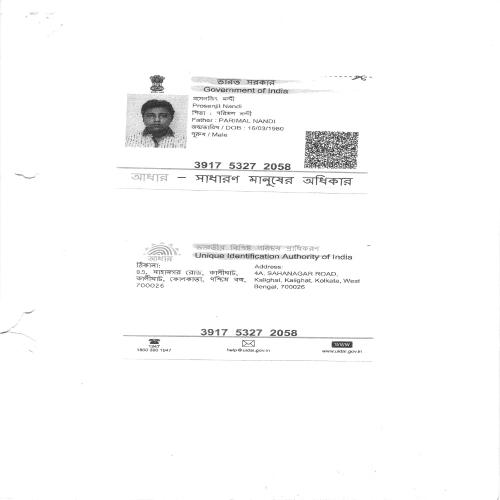 ভারত সরকার
Government of India
প্রসেনজিৎ নন্দী
Prosenjit Nandi
পিতা : পরিমল নন্দী
Father : PARIMAL NANDI
জন্মতারিখ / DOB : 16/03/1980
পুরুষ / Male
3917 5327 2058
আধার – সাধারণ মানুষের অধিকার
ভারতীয় বিশিষ্ট পরিচয় প্রাধিকরণ
Unique Identification Authority of India
আধার
ঠিকানা:
সাহানগর রোড, কালীঘাট,
কালীঘাট, কোলকাতা, পশ্চিম বঙ্গ,
700026
Address:
4A, SAHANAGAR ROAD,
Kalighat, Kalighat, Kolkata, West
Bengal, 700026
3917 5327 2058
1947
1800 300 1947
help@uidai.gov.in
www
www.uidai.gov.in